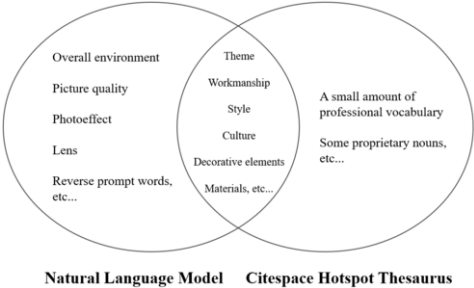 Overall environment
Picture quality
Photoeffect
Lens
Reverse prompt words,
etc...
Theme
Workmanship
Style
Culture
Decorative elements
Materials, etc...
A small amount of
professional vocabulary
Some proprietary nouns,
etc...
Natural Language Model
Citespace Hotspot Thesaurus